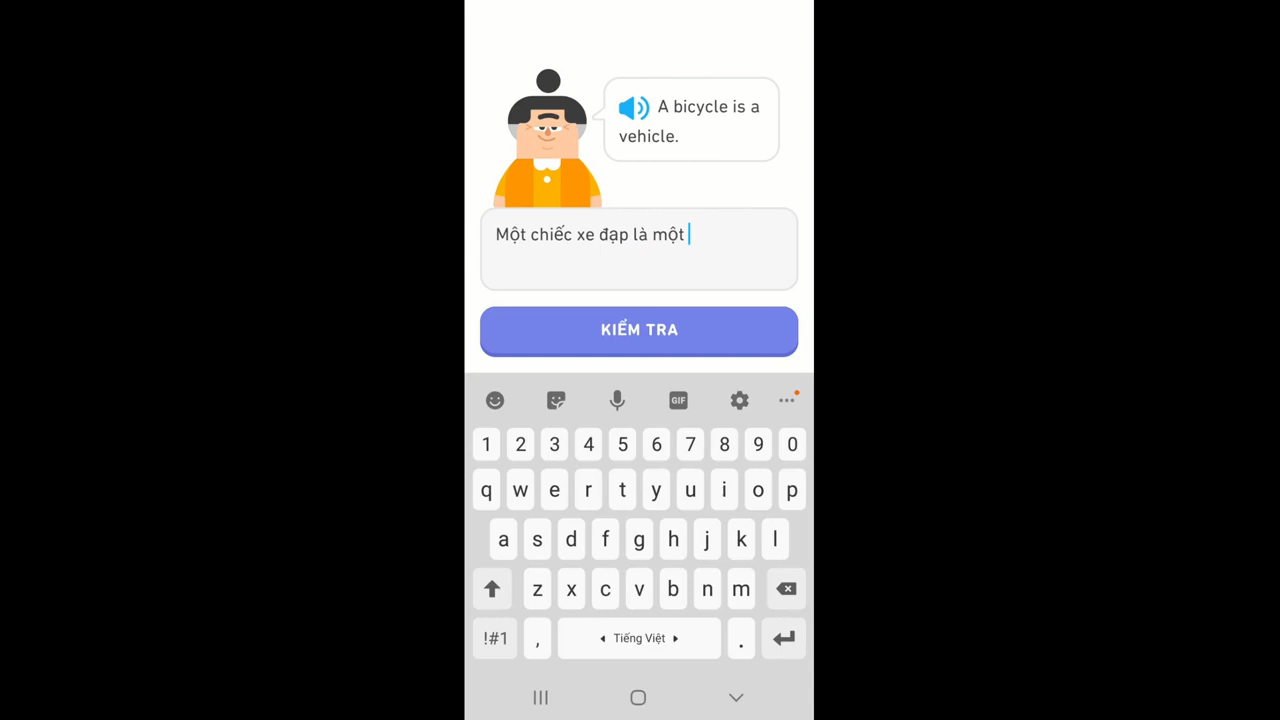 A bicycle is a
vehicle.
Một chiếc xe đạp là một
KIỂM TRA
GIF
1 2 3 4 5 6 7 8 9 0
q w e r t y u i o p
a s d f g h j k l
z x c v b n m
!#1 , Tiếng Việt .